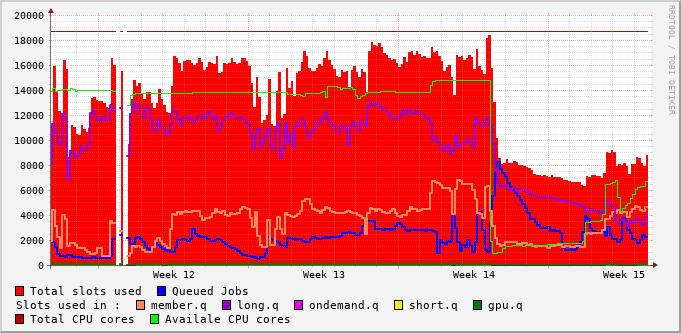 20000
18000
16000
14000
12000
10000
8000
6000
4000
2000
0
Week 12 Week 13 Week 14 Week 15
Total slots used Queued Jobs
Slots used in : member.q long.q ondemand.q short.q gpu.q
Total CPU cores Availale CPU cores
RRDTOOL / TOBI OETIKER